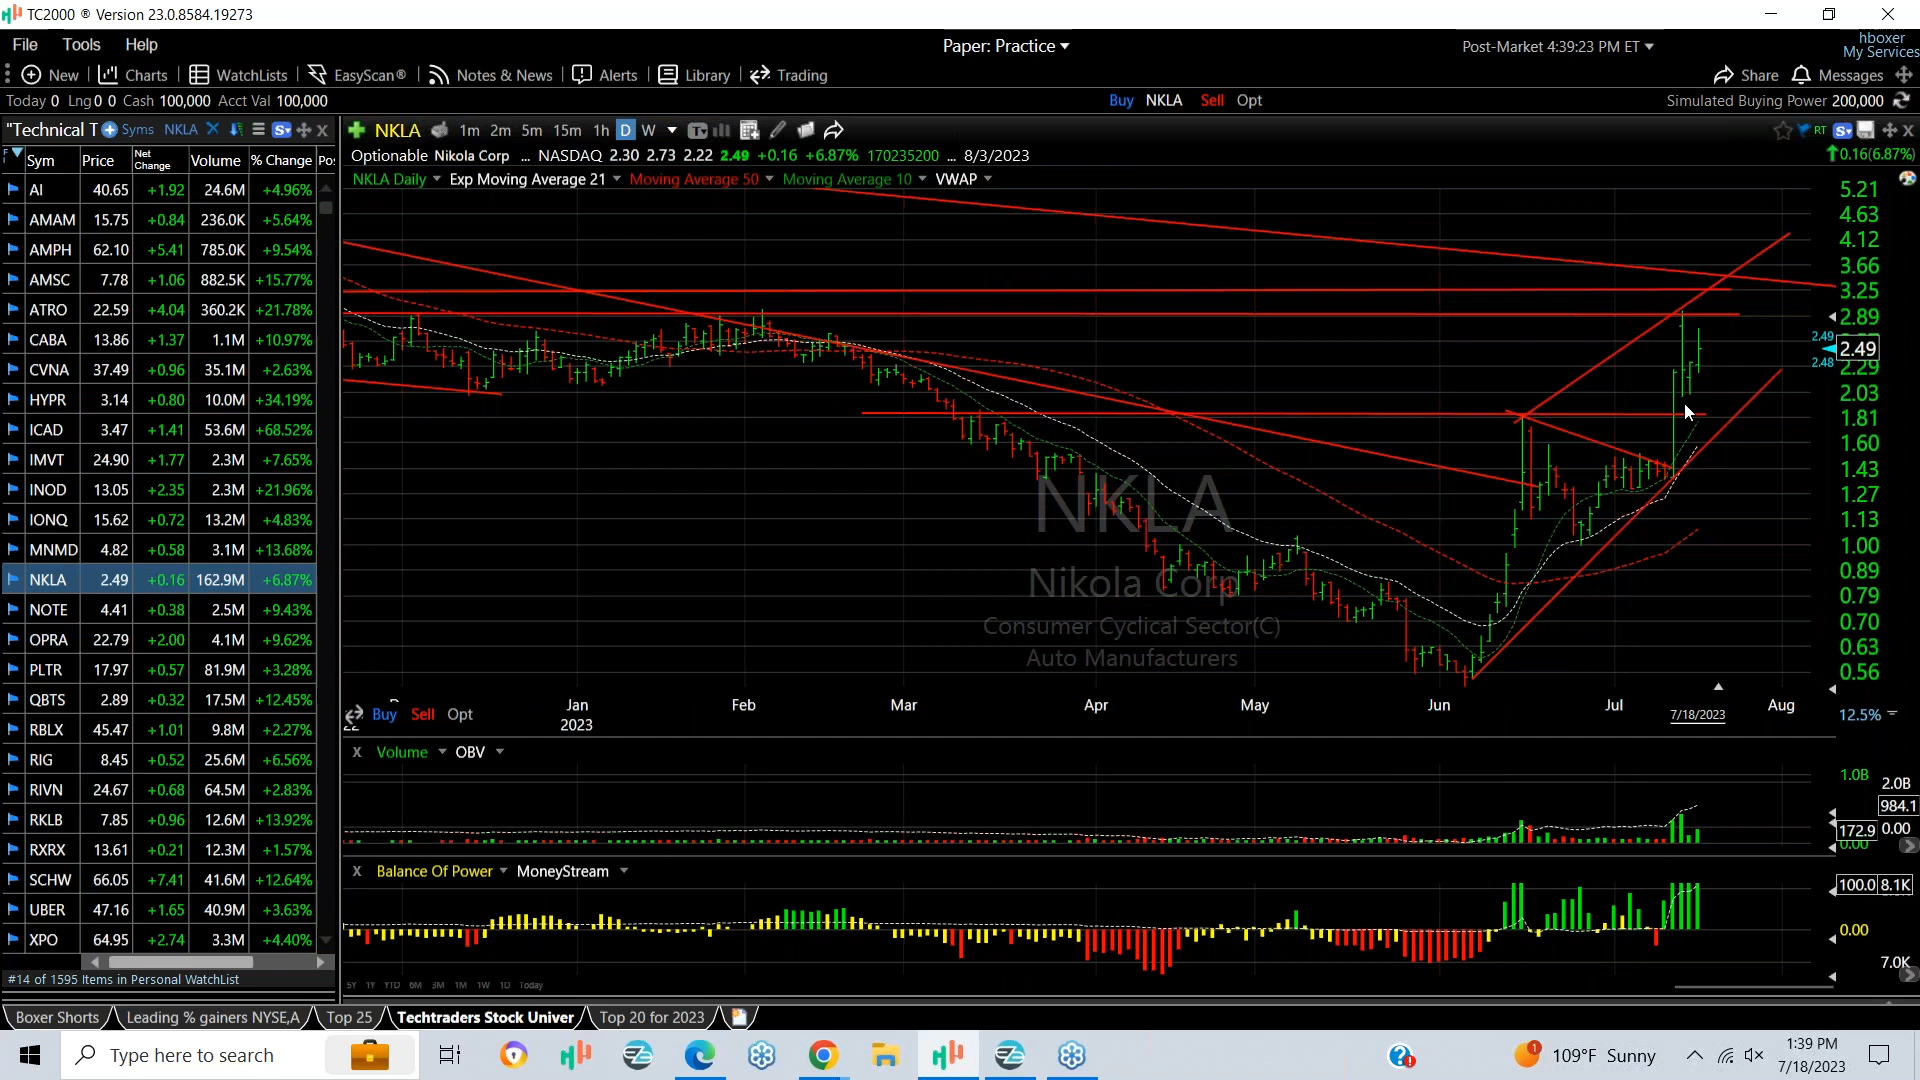 TC2000 ® Version 23.0.8584.19273
File Tools Help
Paper: Practice
Post-Market 4:39:23 PM ET
hboxer
My Services
New Charts WatchLists EasyScan® Notes & News Alerts Library Trading
Share Messages
Today 0 Lng 0 0 Cash 100,000 Acct Val 100,000
Buy NKLA Sell Opt
Simulated Buying Power 200,000
"Technical T Syms NKLA
NKLA 1m 2m 5m 15m 1h D W
RT
Sym Price Net Change Volume % Change Pos
Optionable Nikola Corp ... NASDAQ 2.30 2.73 2.22 2.49 +0.16 +6.87% 170235200 ... 8/3/2023
0.16(6.87%)
NKLA Daily Exp Moving Average 21 Moving Average 50 Moving Average 10 VWAP
AI 40.65 +1.92 24.6M +4.96%
AMAM 15.75 +0.84 236.0K +5.64%
AMPH 62.10 +5.41 785.0K +9.54%
AMSC 7.78 +1.06 882.5K +15.77%
ATRO 22.59 +4.04 360.2K +21.78%
CABA 13.86 +1.37 1.1M +10.97%
CVNA 37.49 +0.96 35.1M +2.63%
HYPR 3.14 +0.80 10.0M +34.19%
ICAD 3.47 +1.41 53.6M +68.52%
IMVT 24.90 +1.77 2.3M +7.65%
INOD 13.05 +2.35 2.3M +21.96%
IONQ 15.62 +0.72 13.2M +4.83%
MNMD 4.82 +0.58 3.1M +13.68%
NKLA 2.49 +0.16 162.9M +6.87%
NOTE 4.41 +0.38 2.5M +9.43%
OPRA 22.79 +2.00 4.1M +9.62%
PLTR 17.97 +0.57 81.9M +3.28%
QBTS 2.89 +0.32 17.5M +12.45%
RBLX 45.47 +1.01 9.8M +2.27%
RIG 8.45 +0.52 25.6M +6.56%
RIVN 24.67 +0.68 64.5M +2.83%
RKLB 7.85 +0.96 12.6M +13.92%
RXRX 13.61 +0.21 12.3M +1.57%
SCHW 66.05 +7.41 41.6M +12.64%
UBER 47.16 +1.65 40.9M +3.63%
XPO 64.95 +2.74 3.3M +4.40%
#14 of 1595 Items in Personal WatchList
5.21
4.63
4.12
3.66
3.25
2.89
2.49
2.49
2.48
2.29
2.03
1.81
1.60
1.43
1.27
1.13
1.00
0.89
0.79
0.70
0.63
0.56
NKLA
Nikola Corp
Consumer Cyclical Sector(C)
Auto Manufacturers
Jan Feb Mar Apr May Jun Jul Aug
22 2023
7/18/2023
Buy Sell Opt
12.5%
X Volume OBV
1.0B
2.0B
984.1
172.9 0.00
0.00
X Balance Of Power MoneyStream
100.0 8.1K
0.00
7.0K
5Y 1Y YTD 6M 3M 1M 1W 1D Today
Boxer Shorts Leading % gainers NYSE,A Top 25 Techtraders Stock Univer Top 20 for 2023
Type here to search
1
109°F Sunny
1:39 PM
7/18/2023